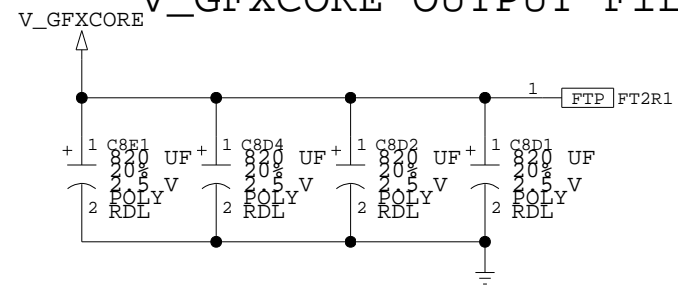 V_GFXCORE OUTPUT FIL
V_GFXCORE
1
FTP FT2R1
+ 1 C8E1
820 UF
20%
2.5 V
POLY
2 RDL
+ 1 C8D4
820 UF
20%
2.5 V
POLY
2 RDL
+ 1 C8D2
820 UF
20%
2.5 V
POLY
2 RDL
+ 1 C8D1
820 UF
20%
2.5 V
POLY
2 RDL